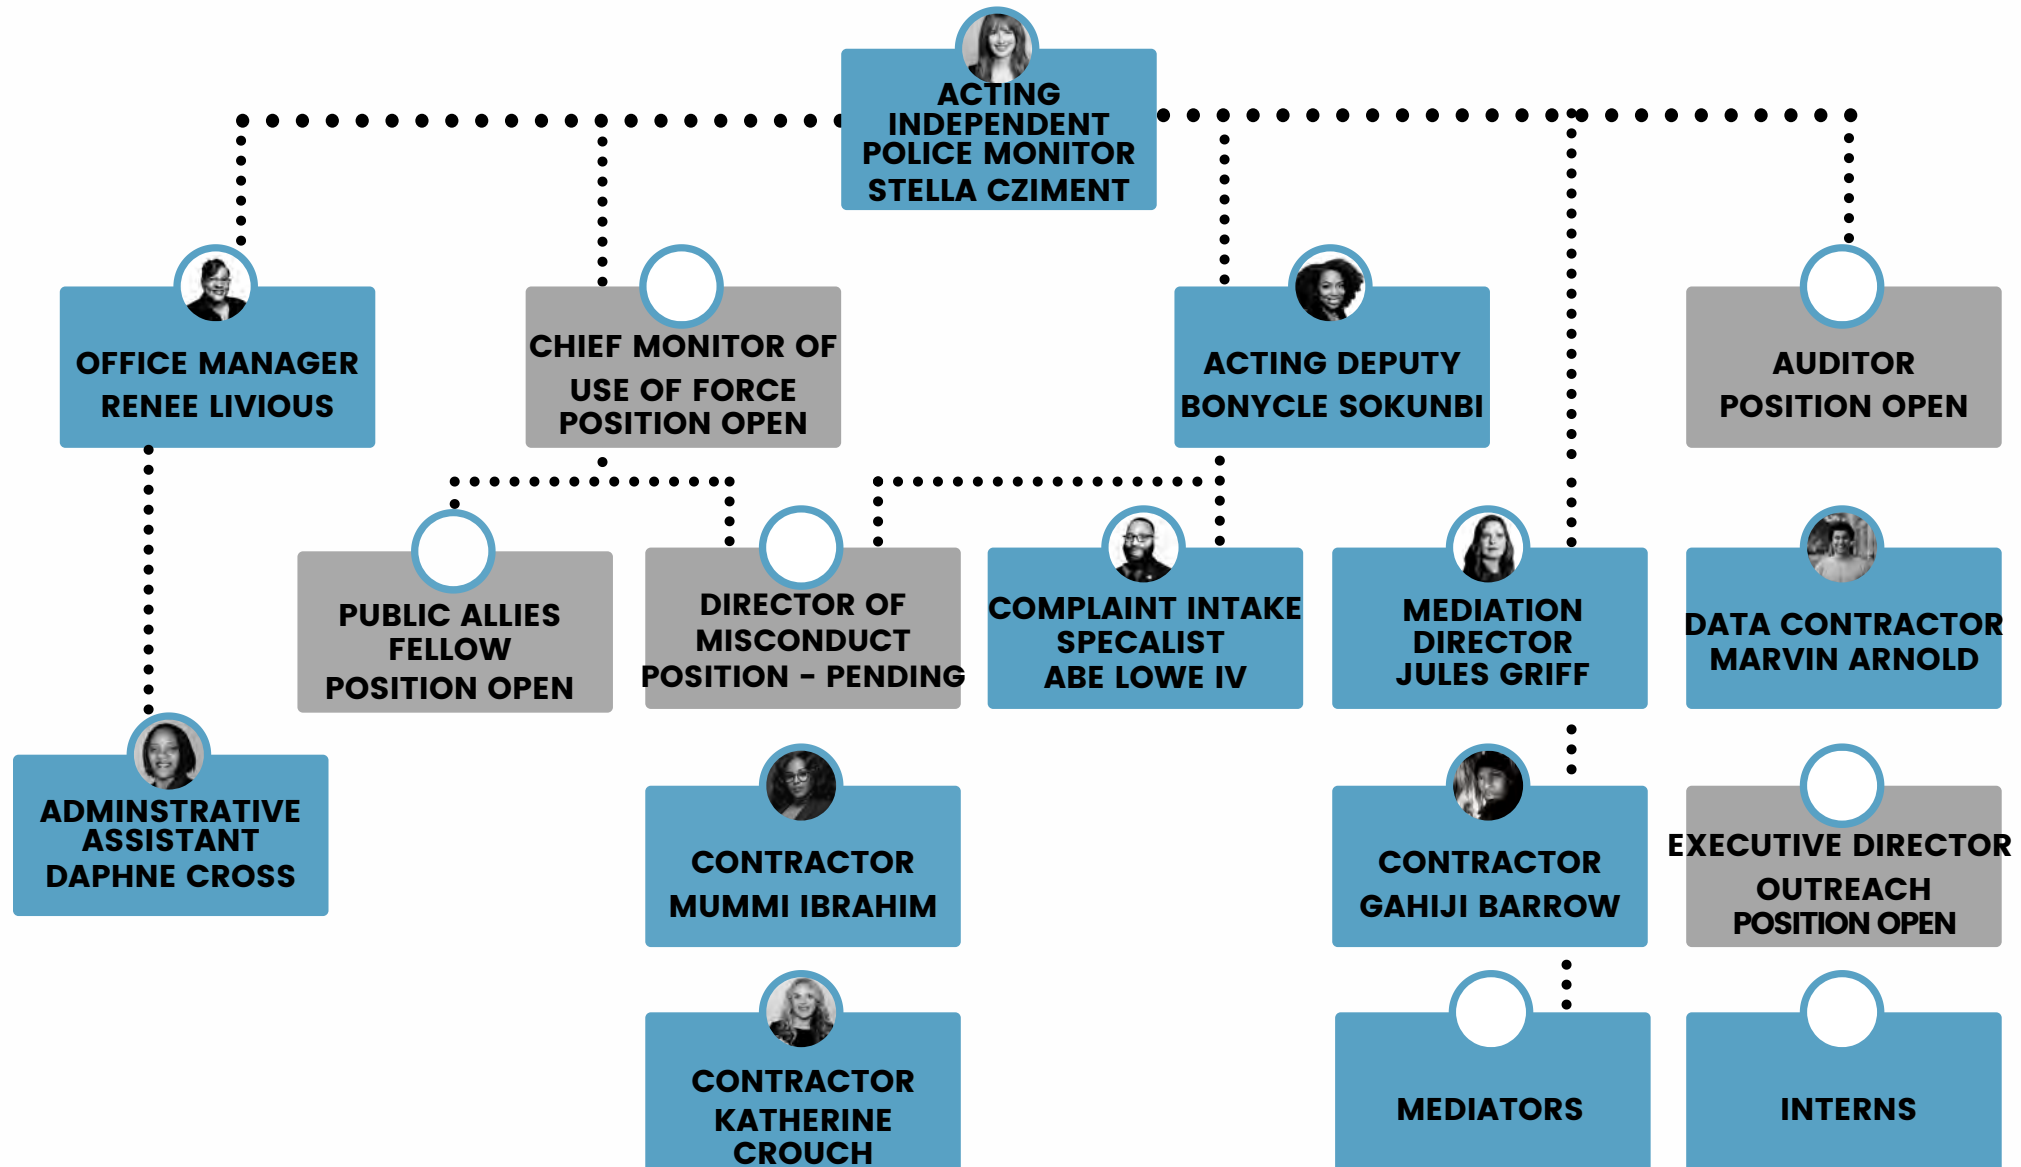 ACTING
INDEPENDENT
POLICE MONITOR
STELLA CZIMENT
OFFICE MANAGER
RENEE LIVIOUS
CHIEF MONITOR OF
USE OF FORCE
POSITION OPEN
ACTING DEPUTY
BONYCLE SOKUNBI
AUDITOR
POSITION OPEN
PUBLIC ALLIES
FELLOW
POSITION OPEN
DIRECTOR OF
MISCONDUCT
POSITION - PENDING
COMPLAINT INTAKE
SPECALIST
ABE LOWE IV
MEDIATION
DIRECTOR
JULES GRIFF
DATA CONTRACTOR
MARVIN ARNOLD
ADMINSTRATIVE
ASSISTANT
DAPHNE CROSS
CONTRACTOR
MUMMI IBRAHIM
CONTRACTOR
GAHIJI BARROW
EXECUTIVE DIRECTOR
OUTREACH
POSITION OPEN
CONTRACTOR
KATHERINE
CROUCH
MEDIATORS
INTERNS